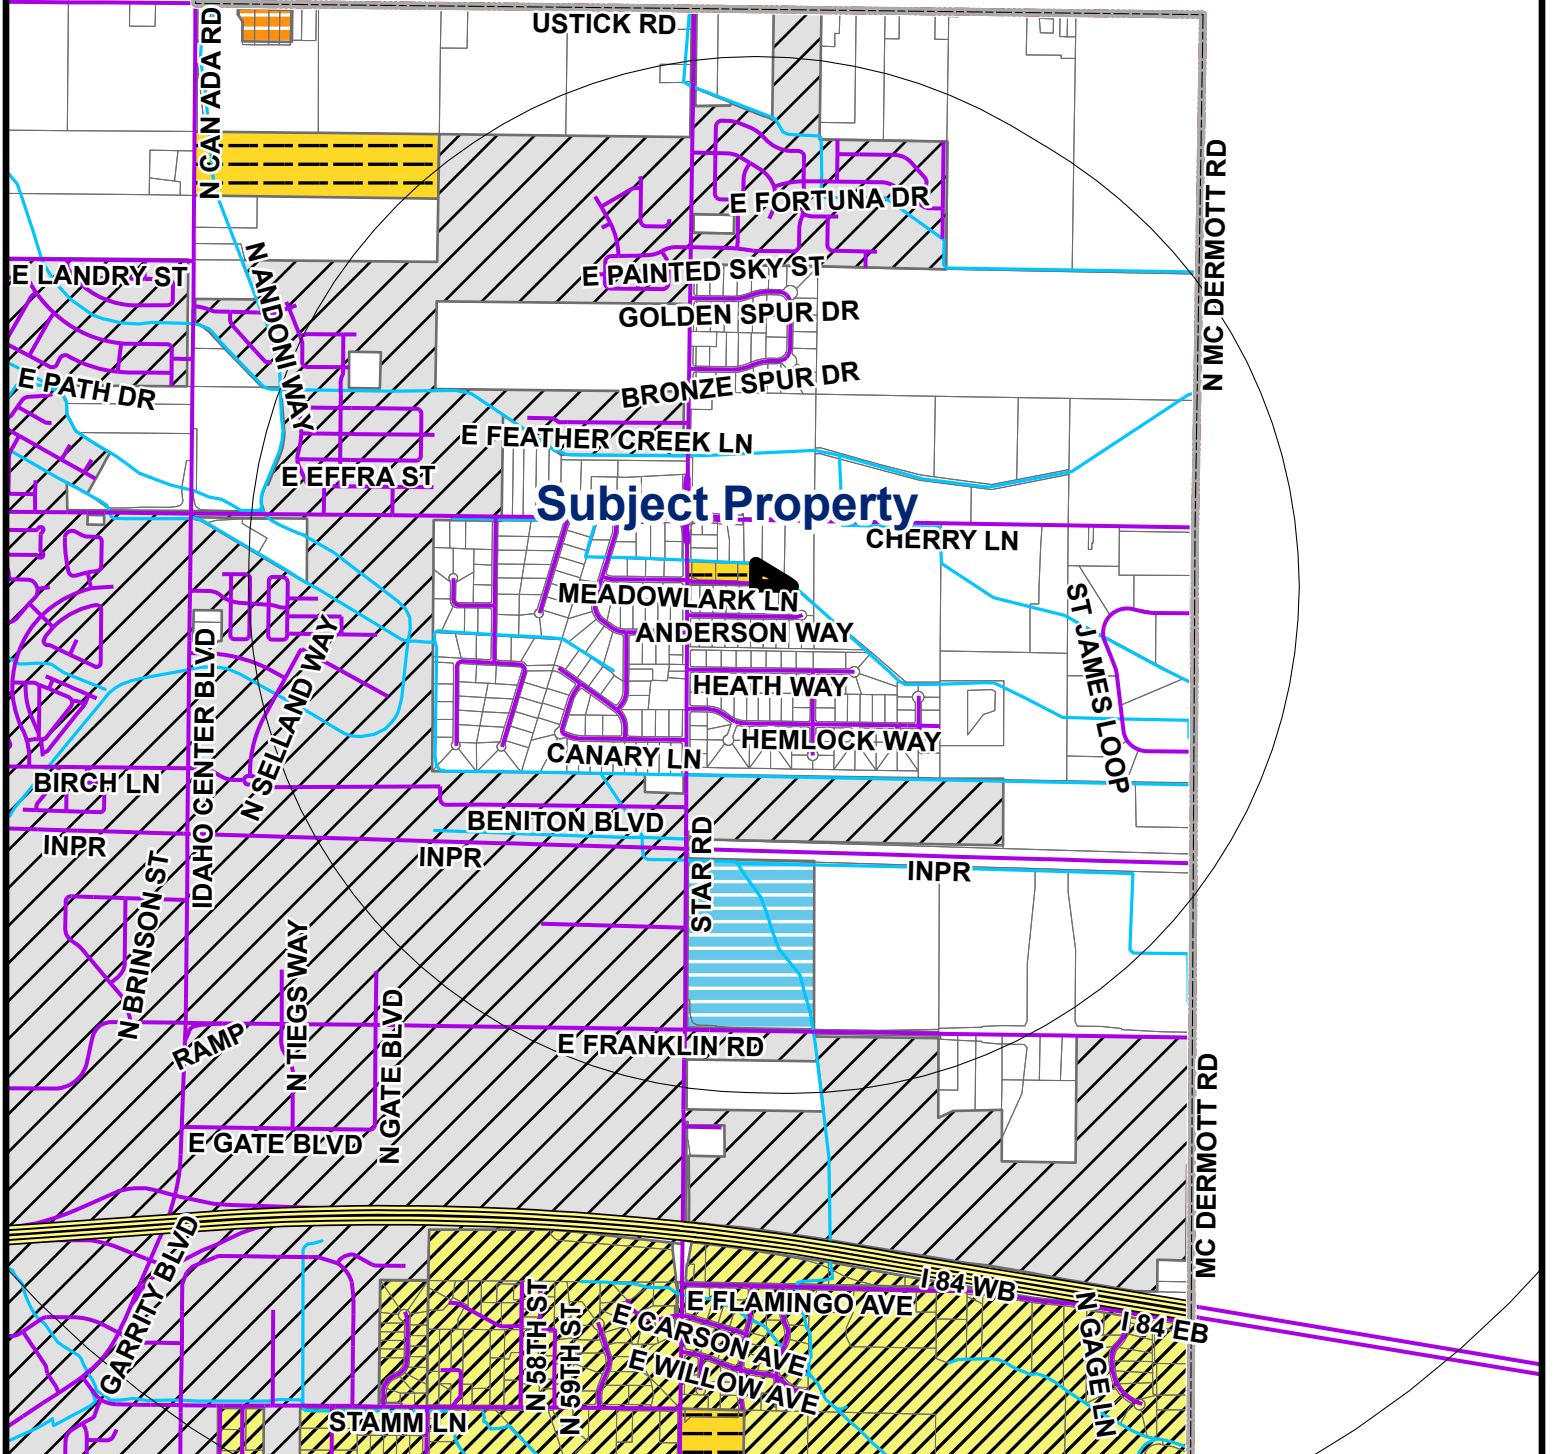 USTICK RD
N CAN ADA RD
N MC DERMOTT RD
E FORTUNA DR
E LANDRY ST
N ANDONI WAY
E PAINTED SKY ST
GOLDEN SPUR DR
E PATH DR
BRONZE SPUR DR
E FEATHER CREEK LN
E EFFRA ST
Subject Property
CHERRY LN
MEADOWLARK LN
ST JAMES LOOP
ANDERSON WAY
IDAHO CENTER BLVD
N SELLAND WAY
HEATH WAY
HEMLOCK WAY
CANARY LN
BIRCH LN
BENITON BLVD
STAR RD
INPR
INPR
INPR
N BRINSON ST
N TIEGS WAY
N GATE BLVD
RAMP
E FRANKLIN RD
MC DERMOTT RD
E GATE BLVD
GARRITY BLVD
I 84 WB
E FLAMINGO AVE
I 84 EB
N 58TH ST
N 59TH ST
E CARSON AVE
N GAGE LN
E WILLOW AVE
STAMM LN